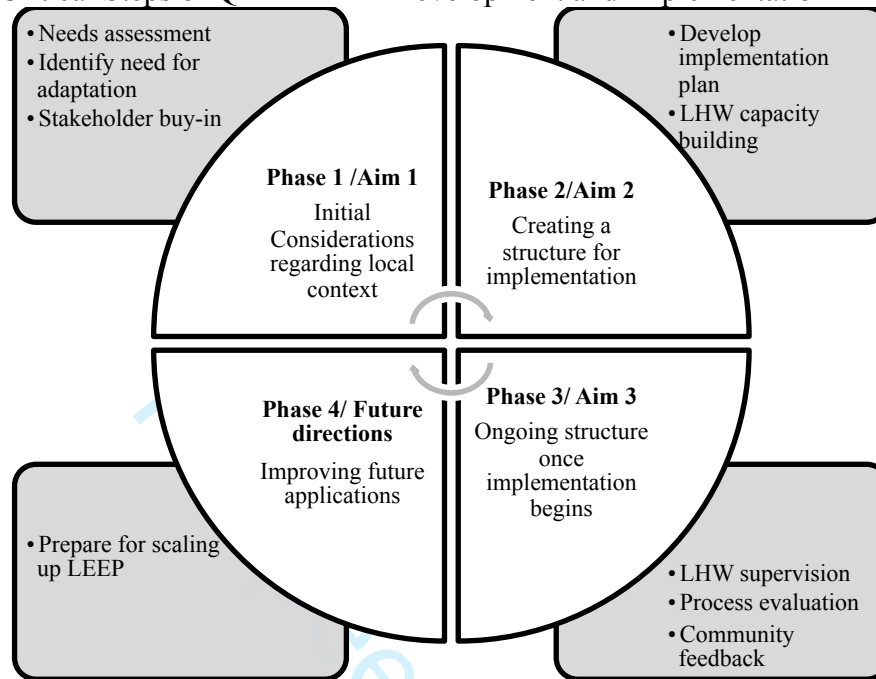 • Needs assessment
• Identify need for
adaptation
• Stakeholder buy-in
• Develop
implementation
plan
• LHW capacity
building
Phase 1 /Aim 1
Initial
Considerations
regarding local
context
Phase 2/Aim 2
Creating a
structure for
implementation
Phase 4/ Future
directions
Improving future
applications
Phase 3/ Aim 3
Ongoing structure
once
implementation
begins
• Prepare for scaling
up LEEP
• LHW supervision
• Process evaluation
• Community
feedback